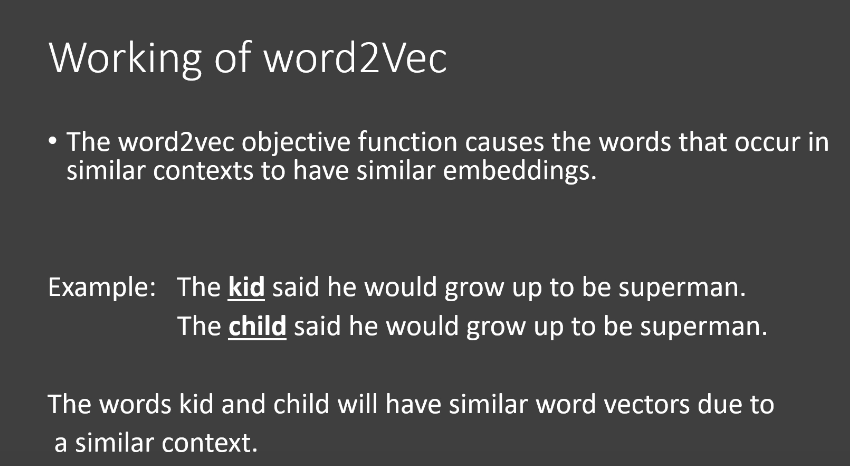 Working of word2Vec
• The word2vec objective function causes the words that occur in
similar contexts to have similar embeddings.
Example: The kid said he would grow up to be superman.
The child said he would grow up to be superman.
The words kid and child will have similar word vectors due to
a similar context.